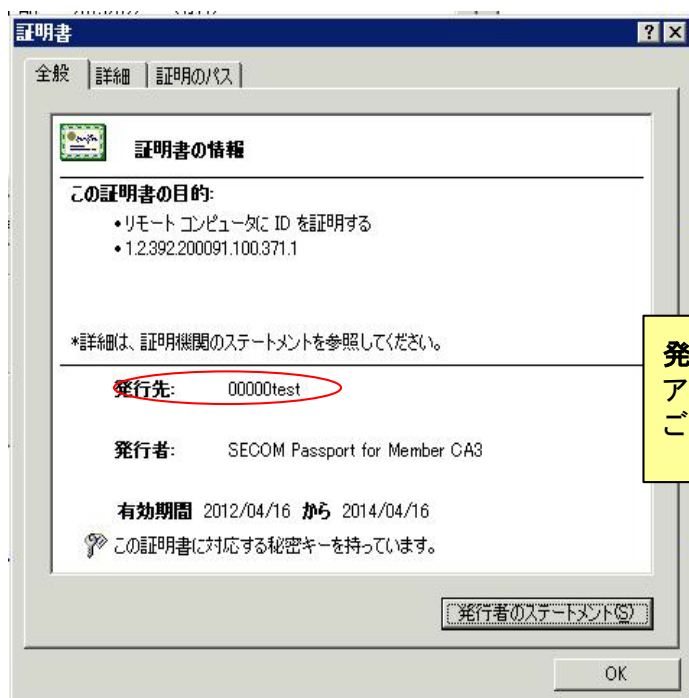 証明書
全般
詳細
証明のパス
証明書の情報
この証明書の目的:
•リモート コンピュータに ID を証明する
•1.2.392.200091.100.371.1
*詳細は、証明機関のステートメントを参照してください。
発行先: 00000test
発行者: SECOM Passport for Member CA3
有効期間 2012/04/16 から 2014/04/16
この証明書に対応する秘密キーを持っています。
発行者のステートメント(S)
OK
発
ア
ご